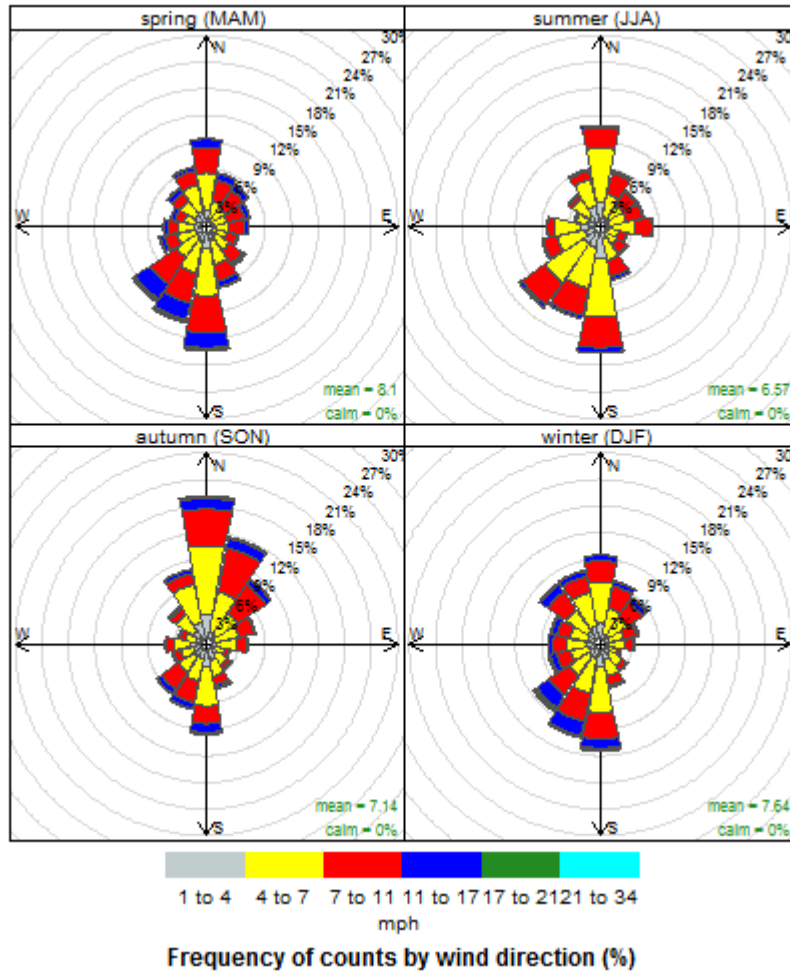 spring (MAM)
N
30%
27%
24%
21%
18%
15%
12%
9%
6%
3%
W
E
S
mean = 8.1
calm = 0%
summer (JJA)
N
30%
27%
24%
21%
18%
15%
12%
9%
6%
3%
W
E
S
mean = 6.57
calm = 0%
autumn (SON)
N
30%
27%
24%
21%
18%
15%
12%
9%
6%
3%
W
E
S
mean = 7.14
calm = 0%
winter (DJF)
N
30%
27%
24%
21%
18%
15%
12%
9%
6%
3%
W
E
S
mean = 7.64
calm = 0%
1 to 4 4 to 7 7 to 11 11 to 17 17 to 21 21 to 34
mph
Frequency of counts by wind direction (%)